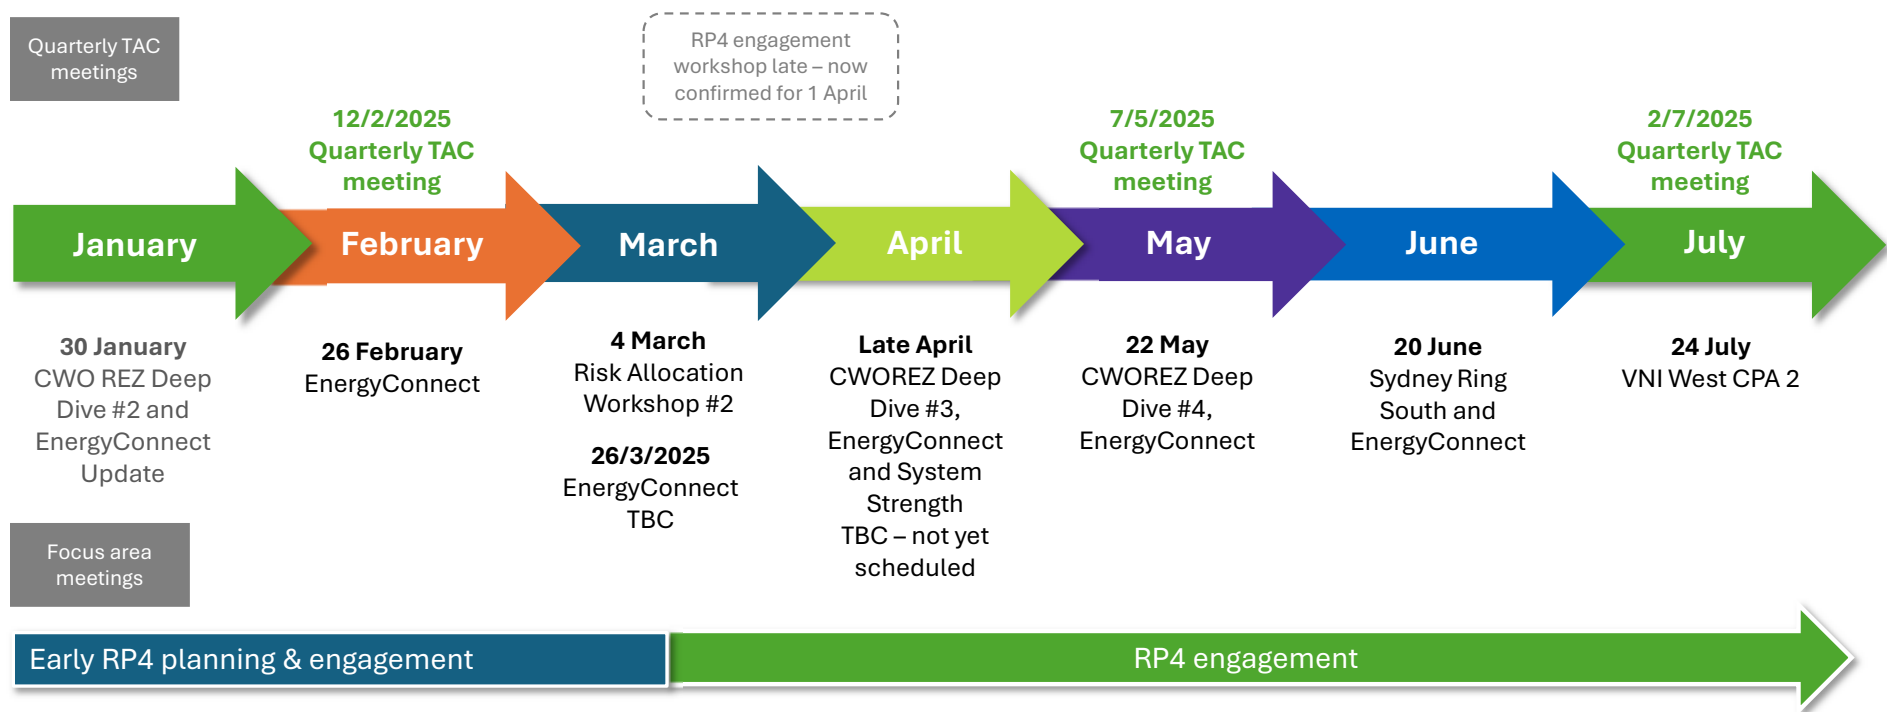 Quarterly TAC
meetings
RP4 engagement
workshop late – now
confirmed for 1 April
12/2/2025
Quarterly TAC
meeting
7/5/2025
Quarterly TAC
meeting
2/7/2025
Quarterly TAC
meeting
January
February
March
April
May
June
July
30 January
CWO REZ Deep
Dive #2 and
EnergyConnect
Update
26 February
EnergyConnect
4 March
Risk Allocation
Workshop #2
26/3/2025
EnergyConnect
TBC
Late April
CWOREZ Deep
Dive #3,
EnergyConnect
and System
Strength
TBC – not yet
scheduled
22 May
CWOREZ Deep
Dive #4,
EnergyConnect
20 June
Sydney Ring
South and
EnergyConnect
24 July
VNI West CPA 2
Focus area
meetings
Early RP4 planning & engagement
RP4 engagement